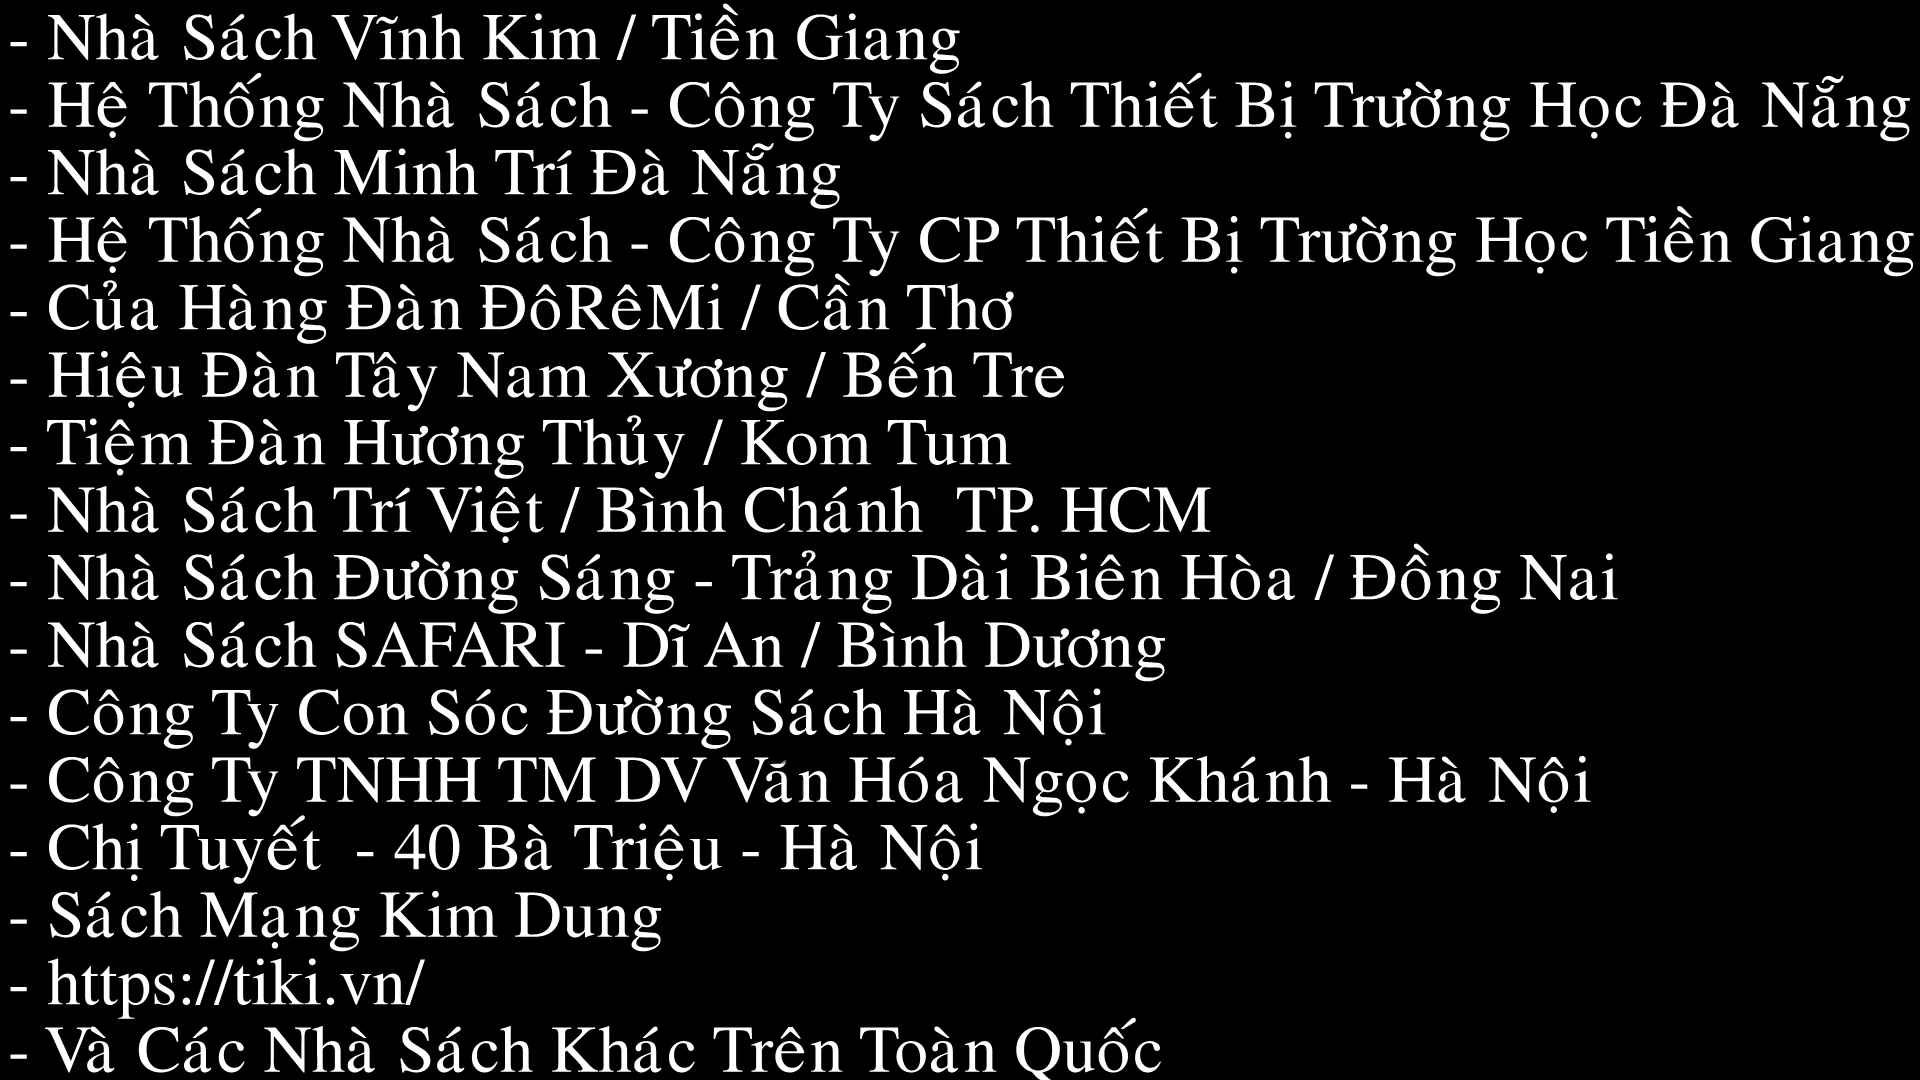 - Nhà Sách Vĩnh Kim / Tiền Giang
- Hệ Thống Nhà Sách - Công Ty Sách Thiết Bị Trường Học Đà Nẵng
- Nhà Sách Minh Trí Đà Nẵng
- Hệ Thống Nhà Sách - Công Ty CP Thiết Bị Trường Học Tiền Giang
- Của Hàng Đàn ĐôRêMi / Cần Thơ
- Hiệu Đàn Tây Nam Xương / Bến Tre
- Tiệm Đàn Hương Thủy / Kom Tum
- Nhà Sách Trí Việt / Bình Chánh  TP. HCM
- Nhà Sách Đường Sáng - Trảng Dài Biên Hòa / Đồng Nai
- Nhà Sách SAFARI - Dĩ An / Bình Dương
- Công Ty Con Sóc Đường Sách Hà Nội
- Công Ty TNHH TM DV Văn Hóa Ngọc Khánh - Hà Nội
- Chị Tuyết  - 40 Bà Triệu - Hà Nội
- Sách Mạng Kim Dung
- https://tiki.vn/
- Và Các Nhà Sách Khác Trên Toàn Quốc